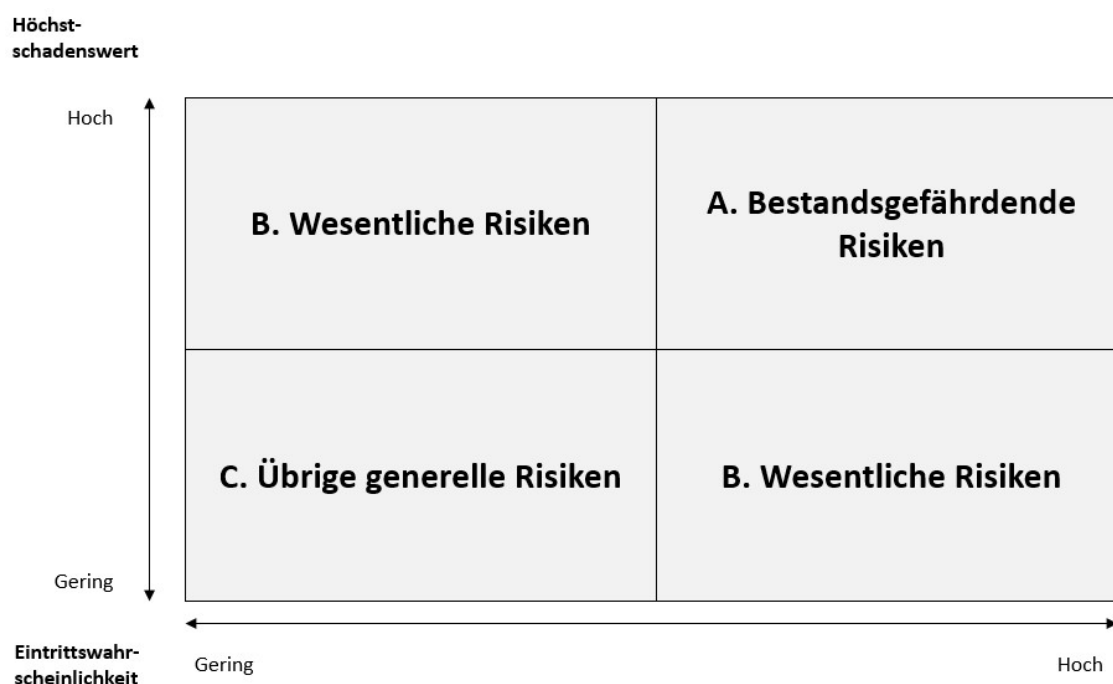 Höchst-
schadenswert
Hoch
B. Wesentliche Risiken
A. Bestandsgefährdende
Risiken
C. Übrige generelle Risiken
B. Wesentliche Risiken
Gering
Eintrittswahr-
scheinlichkeit
Gering
Hoch